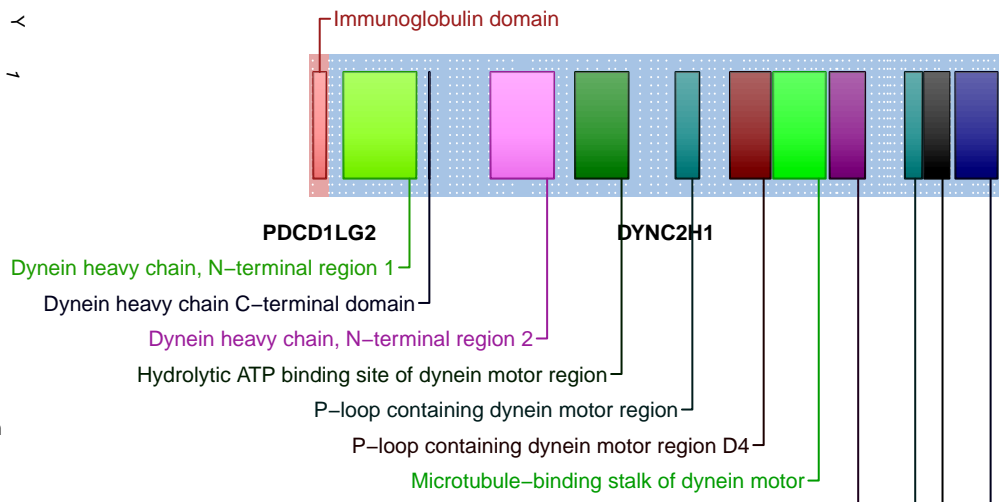 Y
1
Immunoglobulin domain
PDCD1LG2
DYNC2H1
Dynein heavy chain, N−terminal region 1
Dynein heavy chain C−terminal domain
Dynein heavy chain, N−terminal region 2
Hydrolytic ATP binding site of dynein motor region
P−loop containing dynein motor region
P−loop containing dynein motor region D4
Microtubule−binding stalk of dynein motor